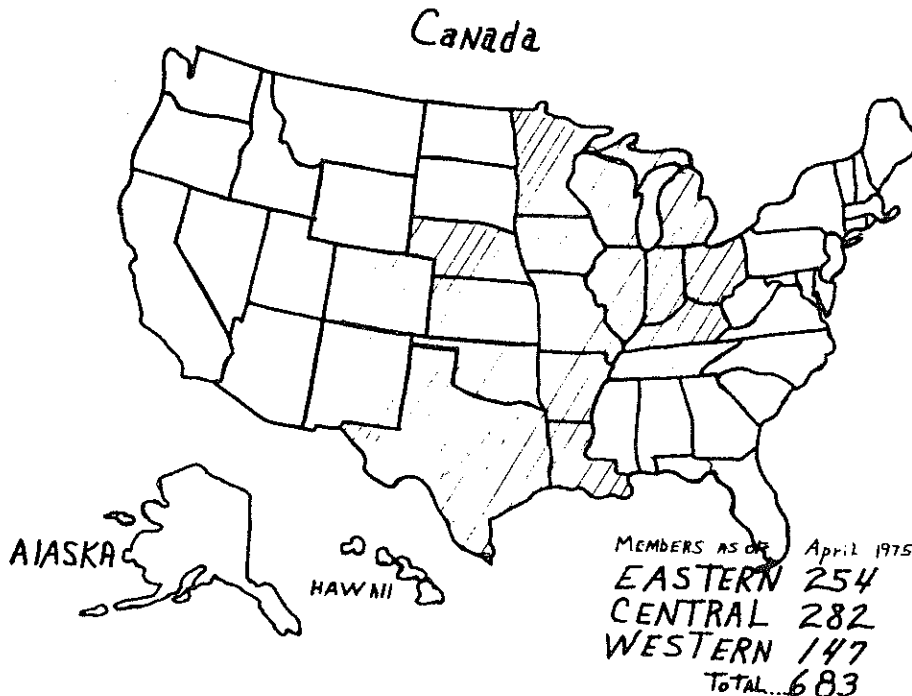 Canada
ALASKA
HAWAII
MEMBERS AS OF April 1975
EASTERN 254
CENTRAL 282
WESTERN 147
TOTAL...683